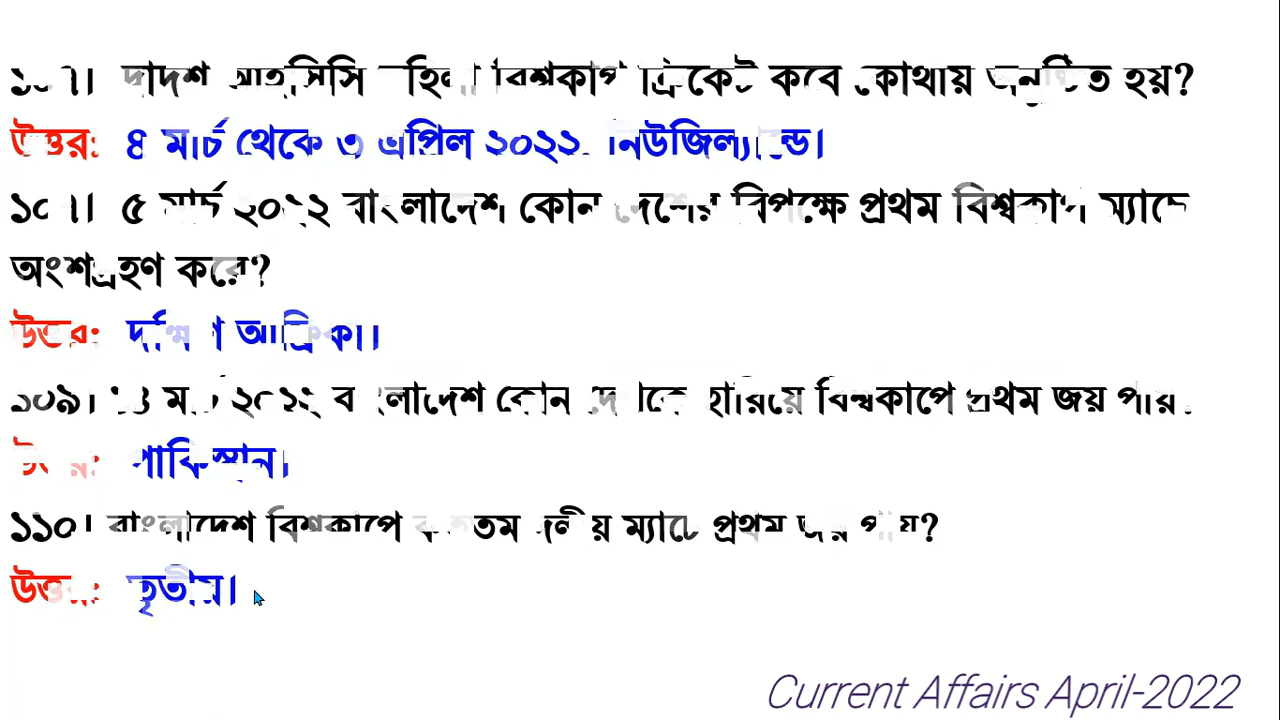 ১০৭। দ্বাদশ আইসিসি মহিলা বিশ্বকাপ ক্রিকেট কবে কোথায় অনুষ্ঠিত হয়?
উত্তর: ৪ মার্চ থেকে ৩ এপ্রিল ২০২২, নিউজিল্যান্ডে।
৫ মার্চ ২০২২ বাংলাদেশ কোন দেশের বিপক্ষে প্রথম বিশ্বকাপ ম্যাচে
অংশগ্রহণ করে?
উত্তর: দক্ষিণ আফ্রিকা।
১০৯। ১৪ মার্চ ২০২২ বাংলাদেশ কোন দেশকে হারিয়ে বিশ্বকাপে প্রথম জয় পায়?
উত্তর: পাকিস্তান।
১১০। বাংলাদেশ বিশ্বকাপে কততম দলীয় ম্যাচে প্রথম জয় পায়?
উত্তর: তৃতীয়।
Current Affairs April-2022